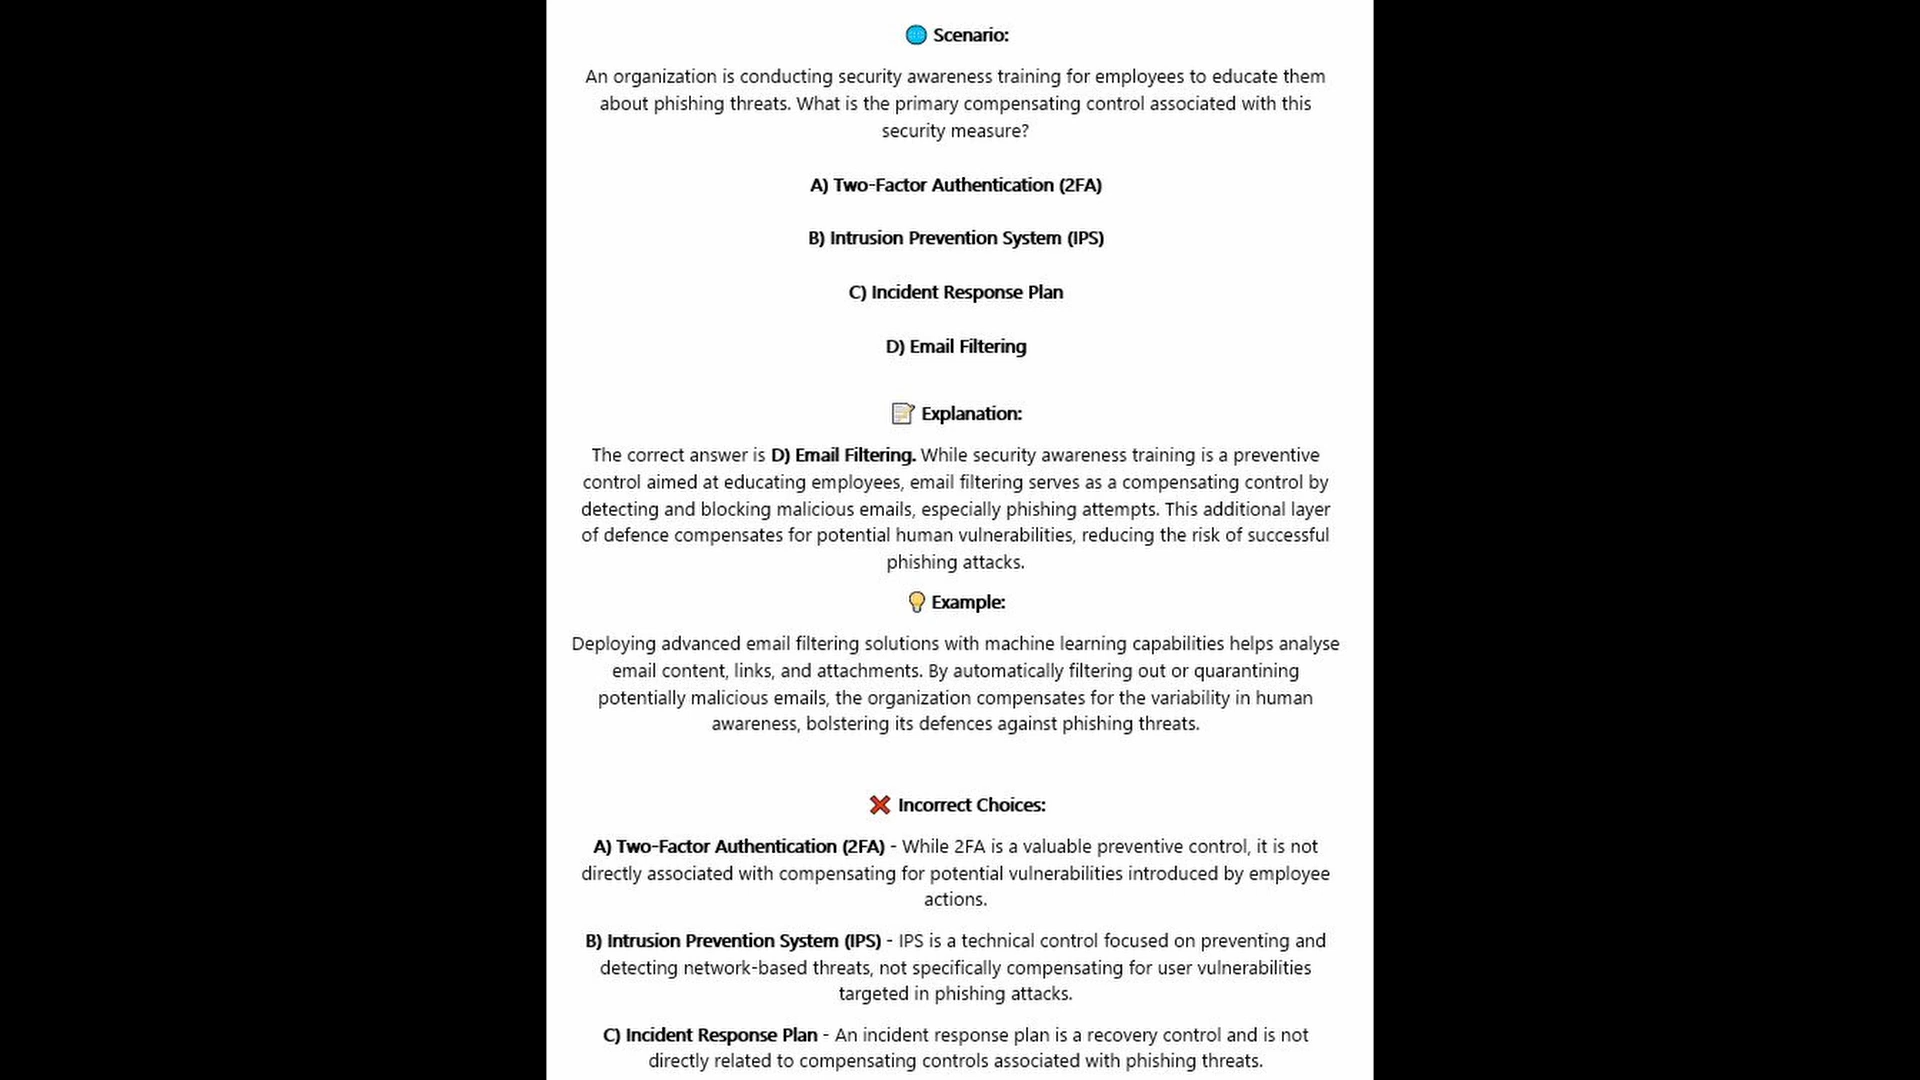 Scenario:
An organization is conducting security awareness training for employees to educate them
about phishing threats. What is the primary compensating control associated with this
security measure?
A) Two-Factor Authentication (2FA)
B) Intrusion Prevention System (IPS)
C) Incident Response Plan
D) Email Filtering
Explanation:
The correct answer is D) Email Filtering. While security awareness training is a preventive
control aimed at educating employees, email filtering serves as a compensating control by
detecting and blocking malicious emails, especially phishing attempts. This additional layer
of defence compensates for potential human vulnerabilities, reducing the risk of successful
phishing attacks.
Example:
Deploying advanced email filtering solutions with machine learning capabilities helps analyse
email content, links, and attachments. By automatically filtering out or quarantining
potentially malicious emails, the organization compensates for the variability in human
awareness, bolstering its defences against phishing threats.
Incorrect Choices:
A) Two-Factor Authentication (2FA) - While 2FA is a valuable preventive control, it is not
directly associated with compensating for potential vulnerabilities introduced by employee
actions.
B) Intrusion Prevention System (IPS) - IPS is a technical control focused on preventing and
detecting network-based threats, not specifically compensating for user vulnerabilities
targeted in phishing attacks.
C) Incident Response Plan - An incident response plan is a recovery control and is not
directly related to compensating controls associated with phishing threats.